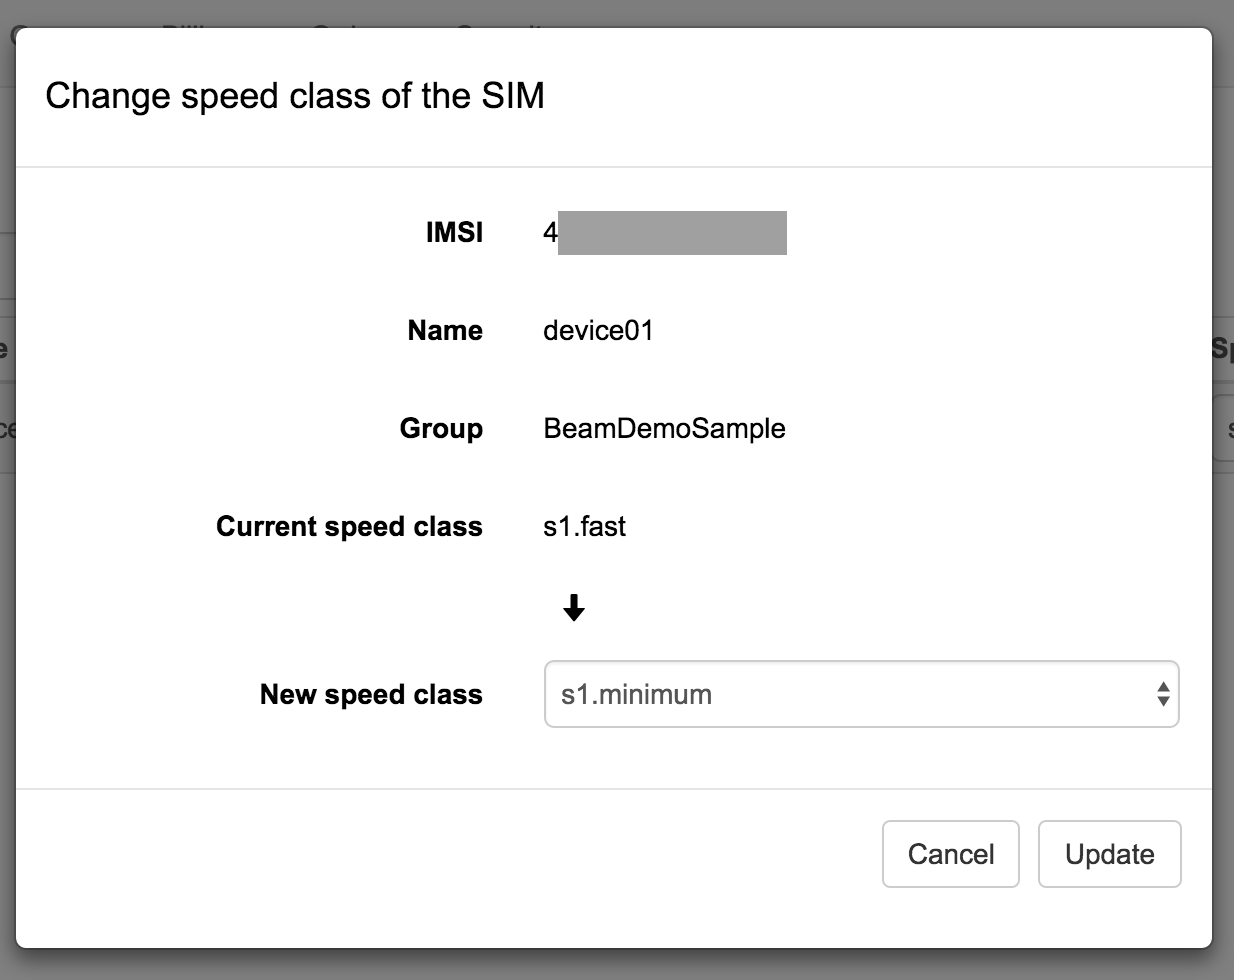 Change speed class of the SIM
IMSI 4
Name device01
Group BeamDemoSample
Current speed class s1.fast
New speed class s1.minimum
Cancel Update